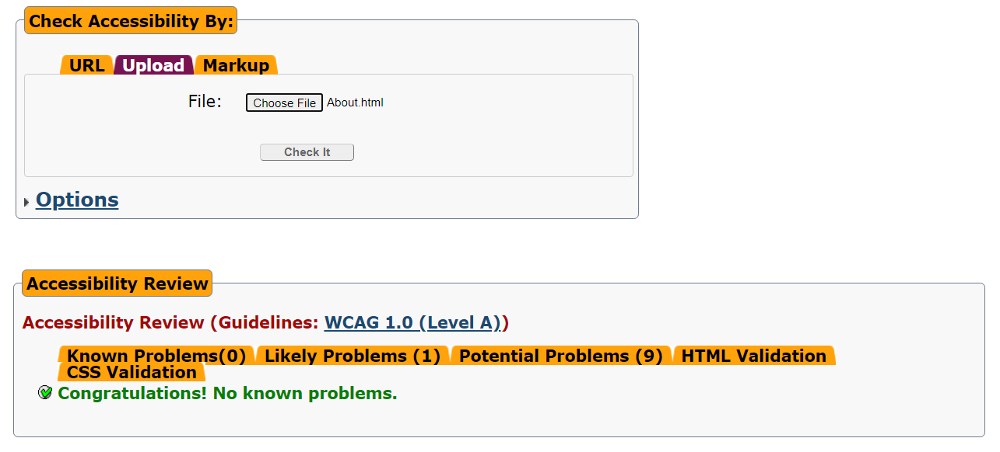 Check Accessibility By:
URL Upload Markup
File: Choose File About.html
Check It
Options
Accessibility Review
Accessibility Review (Guidelines: WCAG 1.0 (Level A))
Known Problems(0) Likely Problems (1) Potential Problems (9) HTML Validation
CSS Validation
Congratulations! No known problems.